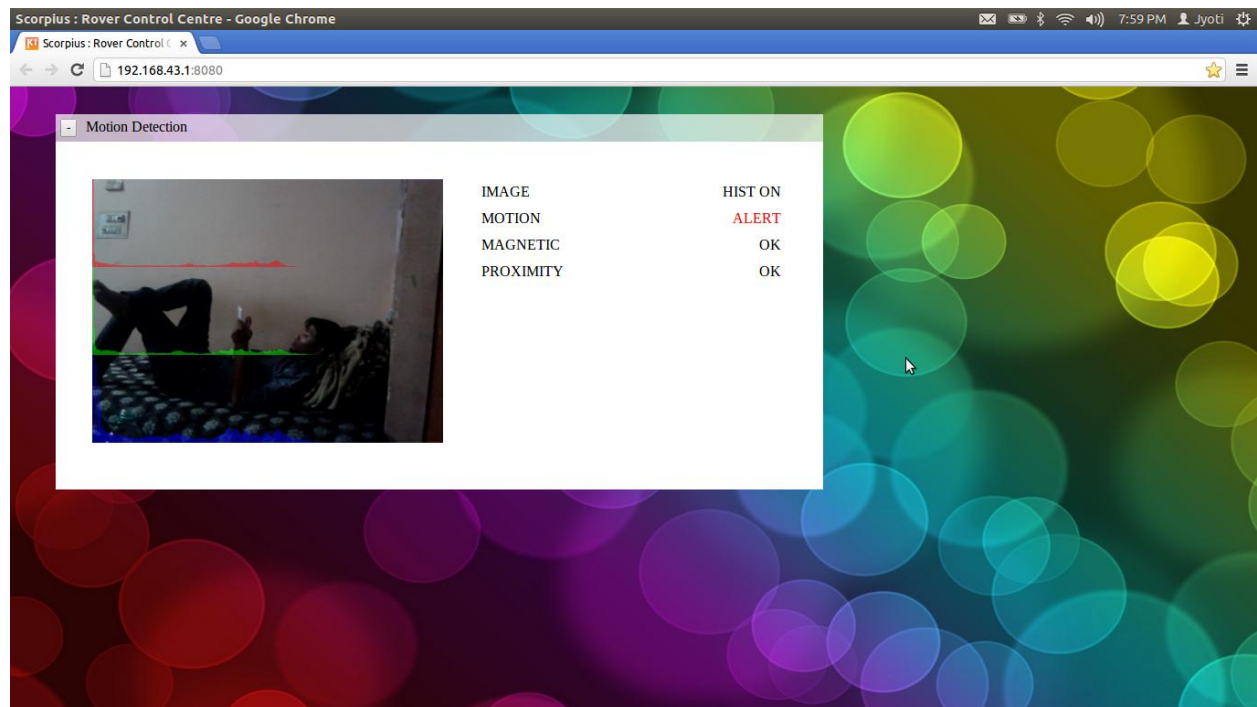 Scorpius : Rover Control Centre - Google Chrome
7:59 PM Jyoti
Scorpius : Rover Control C
192.168.43.1:8080
- Motion Detection
IMAGE HIST ON
MOTION ALERT
MAGNETIC OK
PROXIMITY OK